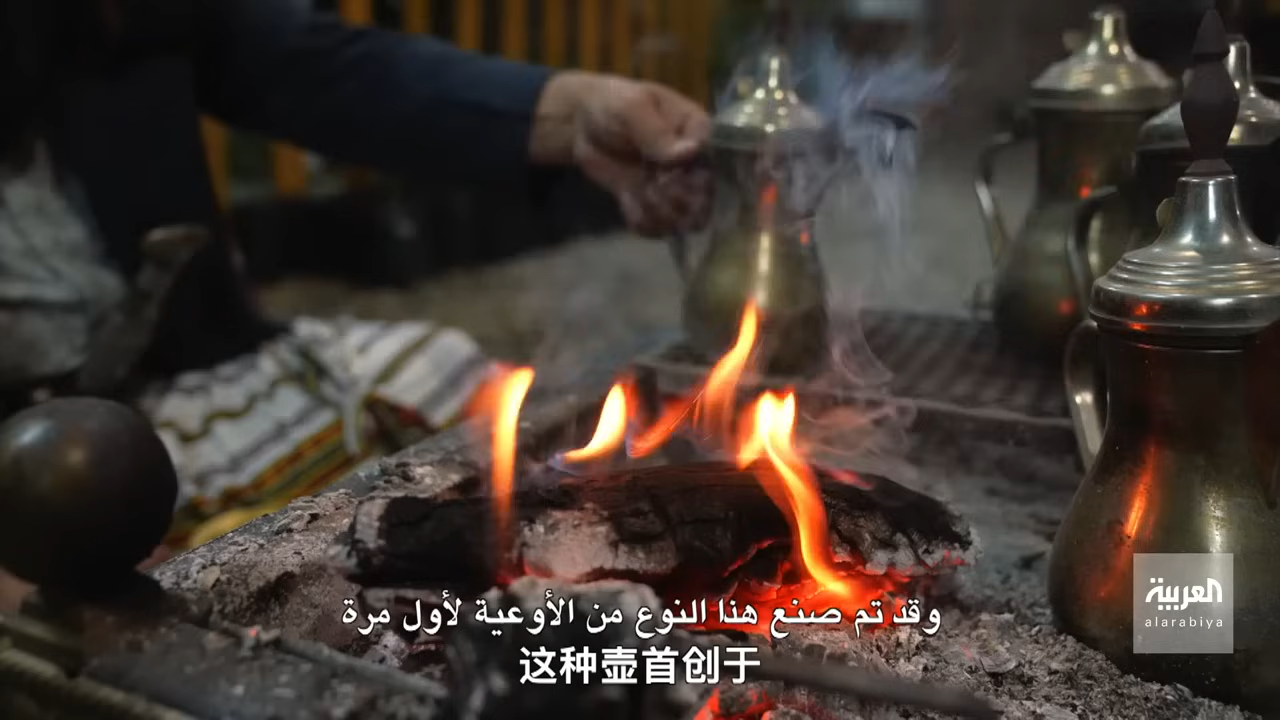 وقد تم صنع هذا النوع من الأوعية لأول مرة
这种壶首创于
العربية
alarabiya